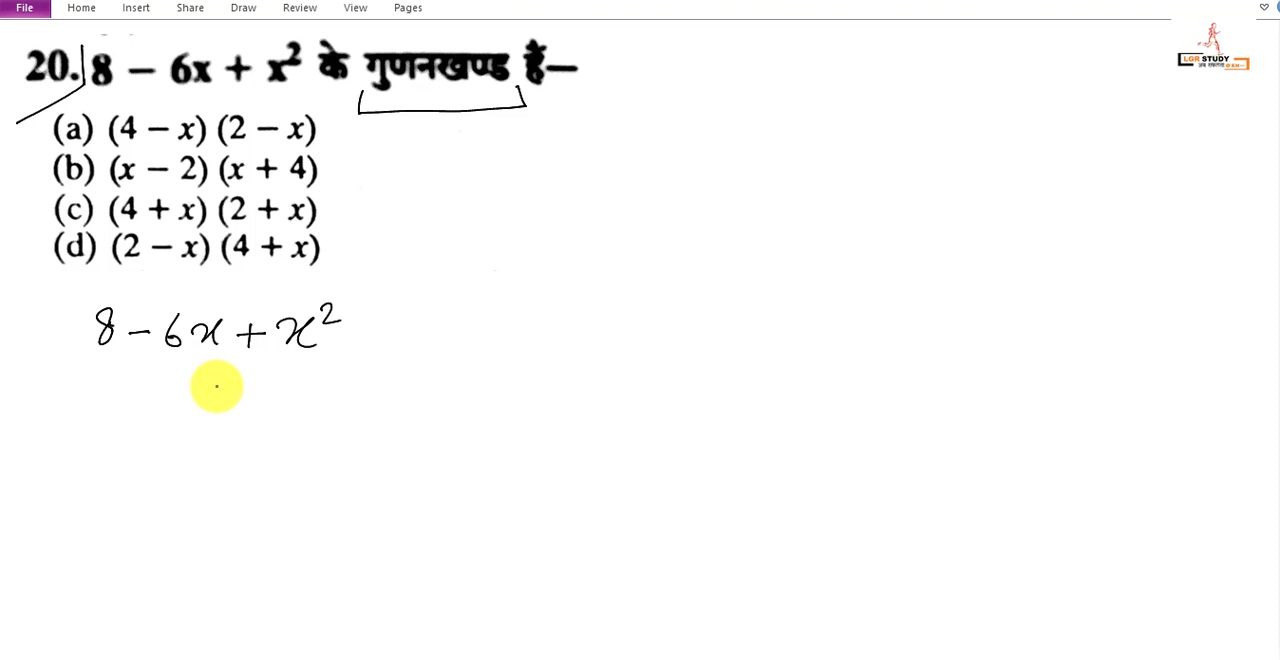 File Home Insert Share Draw Review View Pages
LGR STUDY
20. 8 – 6x + x² के गुणनखण्ड हैं—
(a) (4 – x) (2 – x)
(b) (x – 2) (x + 4)
(c) (4 + x) (2 + x)
(d) (2 – x) (4 + x)
8 – 6x + x²